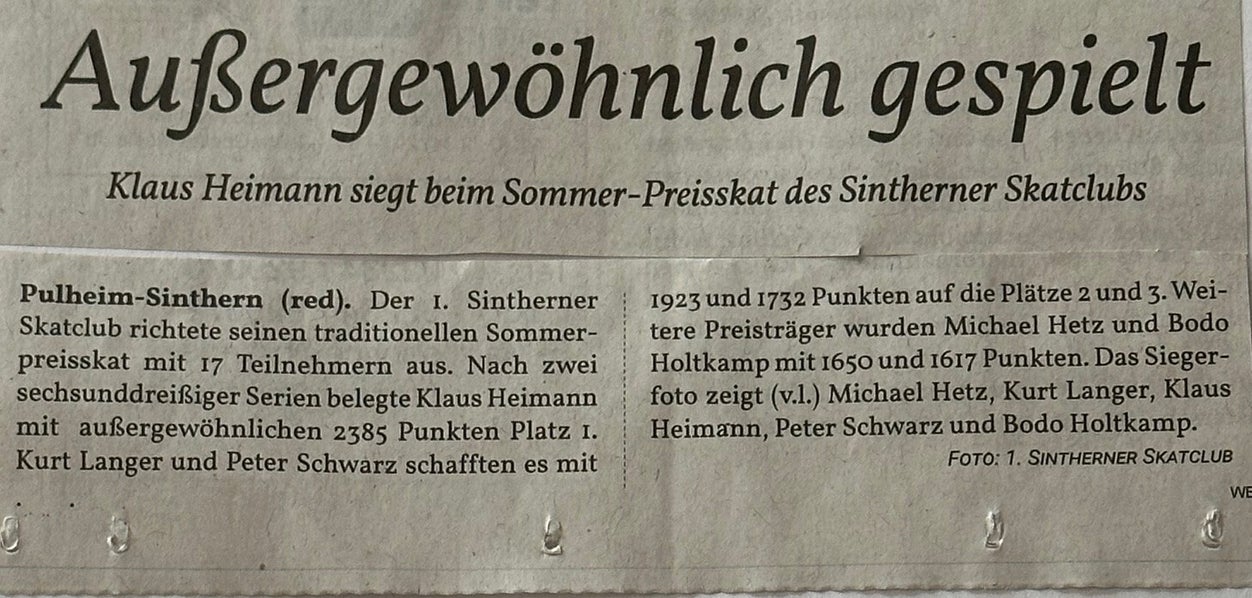 Außergewöhnlich gespielt
Klaus Heimann siegt beim Sommer-Preisskat des Sintherner Skatclubs
Pulheim-Sinthern (red). Der 1. Sintherner
Skatclub richtete seinen traditionellen Sommer-
preisskat mit 17 Teilnehmern aus. Nach zwei
sechsunddreißiger Serien belegte Klaus Heimann
mit außergewöhnlichen 2385 Punkten Platz 1.
Kurt Langer und Peter Schwarz schafften es mit
1923 und 1732 Punkten auf die Plätze 2 und 3. Wei-
tere Preisträger wurden Michael Hetz und Bodo
Holtkamp mit 1650 und 1617 Punkten. Das Sieger-
foto zeigt (v.l.) Michael Hetz, Kurt Langer, Klaus
Heimann, Peter Schwarz und Bodo Holtkamp.
FOTO: 1. SINTHERNER SKATCLUB